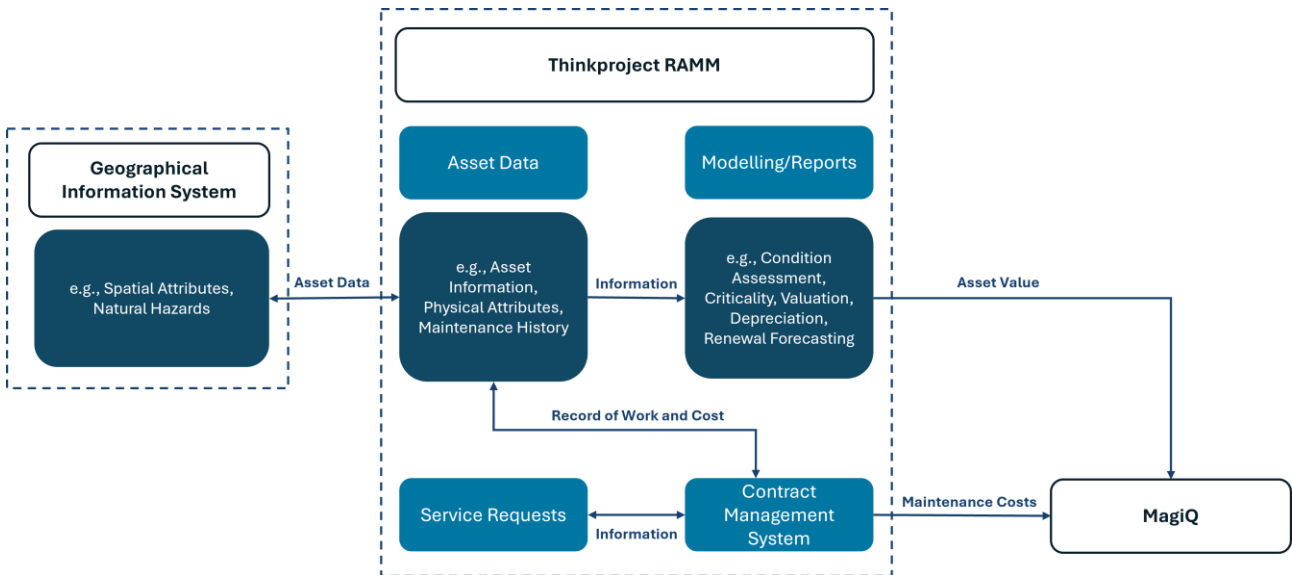 Thinkproject RAMM
Geographical
Information System
Asset Data
Modelling/Reports
e.g., Spatial Attributes,
Natural Hazards
Asset Data
e.g., Asset
Information,
Physical Attributes,
Maintenance History
Information
e.g., Condition
Assessment,
Criticality, Valuation,
Depreciation,
Renewal Forecasting
Asset Value
Record of Work and Cost
Service Requests
Information
Contract
Management
System
Maintenance Costs
MagiQ